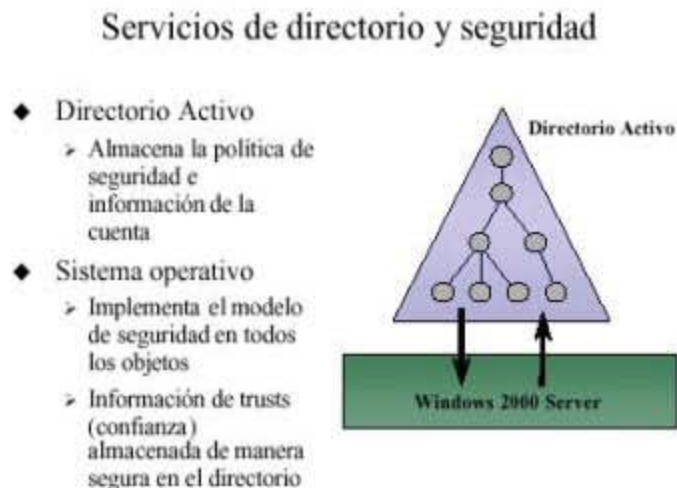 Servicios de directorio y seguridad
◆ Directorio Activo
➢ Almacena la política de
seguridad e
información de la
cuenta
◆ Sistema operativo
➢ Implementa el modelo
de seguridad en todos
los objetos
➢ Información de trusts
(confianza)
almacenada de manera
segura en el directorio
Directorio Activo
Windows 2000 Server